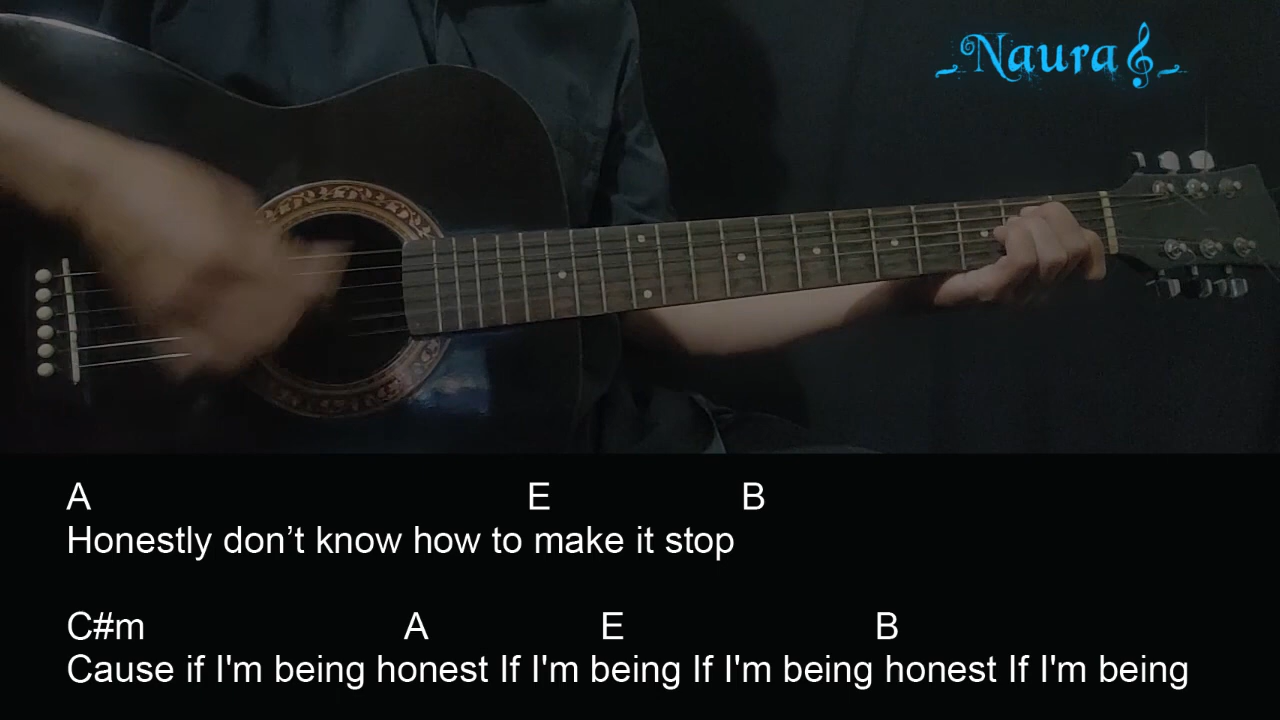 Naura
A E B
Honestly don’t know how to make it stop
C#m A E B
Cause if I'm being honest If I'm being If I'm being honest If I'm being